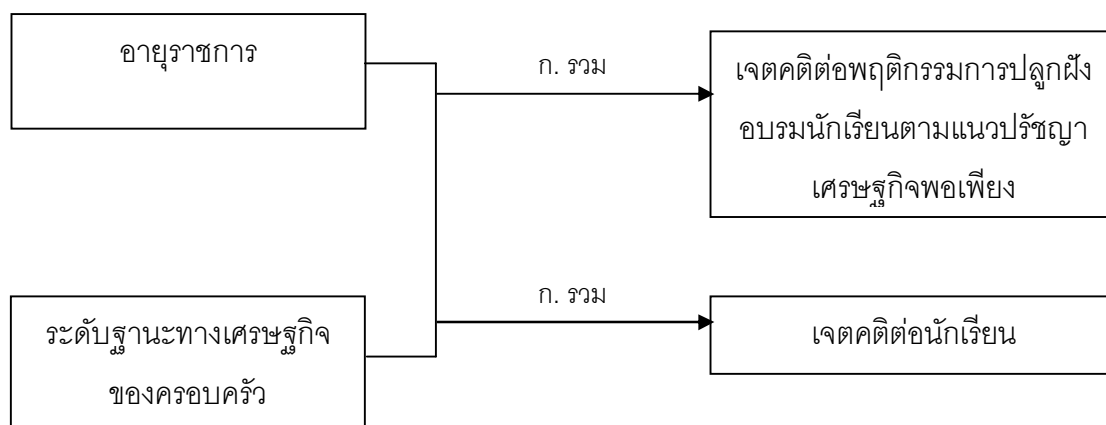 อายุราชการ
ก. รวม
เจตคติต่อพฤติกรรมการปลูกฝัง
อบรมนักเรียนตามแนวปรัชญา
เศรษฐกิจพอเพียง
ระดับฐานะทางเศรษฐกิจ
ของครอบครัว
ก. รวม
เจตคติต่อนักเรียน